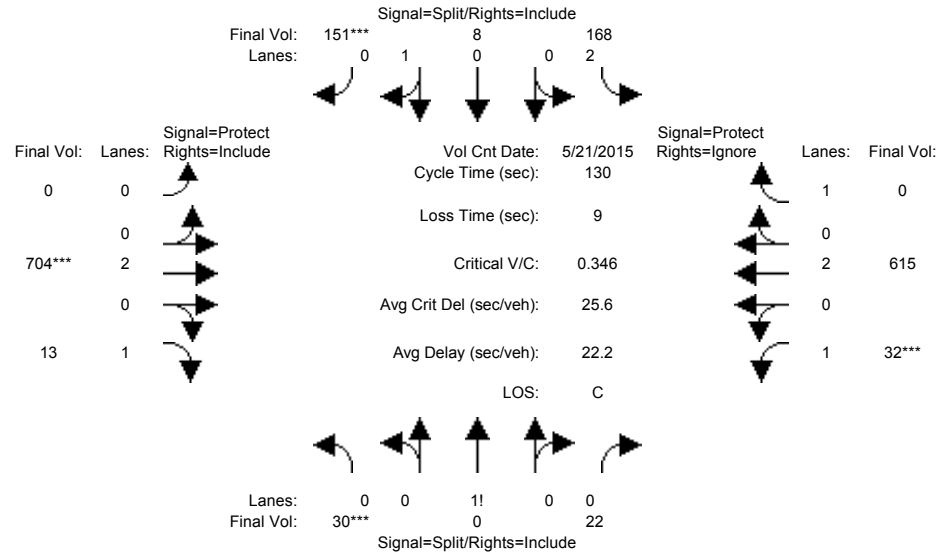 Signal=Split/Rights=Include
Final Vol: 151*** 8 168
Lanes: 0 1 0 0 2
Signal=Protect Signal=Protect
Final Vol: Lanes: Rights=Include Vol Cnt Date: 5/21/2015 Rights=Ignore Lanes: Final Vol:
Cycle Time (sec): 130
0 0 1 0
Loss Time (sec): 9
0 0
704*** 2 Critical V/C: 0.346 2 615
0 Avg Crit Del (sec/veh): 25.6 0
13 1 Avg Delay (sec/veh): 22.2 1 32***
LOS: C
Lanes: 0 0 1! 0 0
Final Vol: 30*** 0 22
Signal=Split/Rights=Include